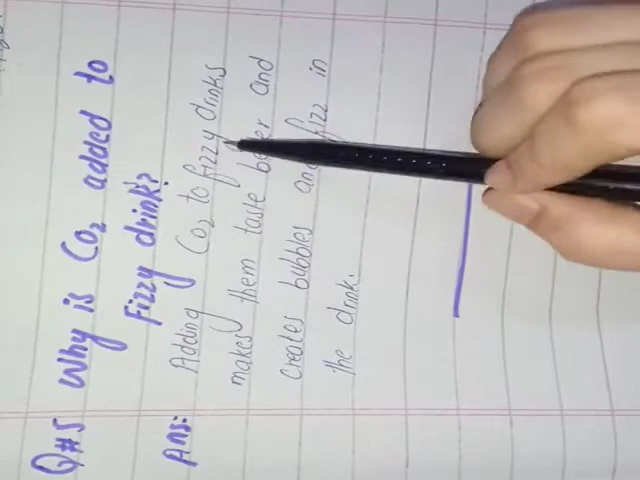 Q#5 Why is CO2 added to
Fizzy drink?
Ans: Adding CO2 to fizzy drinks
makes them taste better and
creates bubbles and fizz in
the drink.